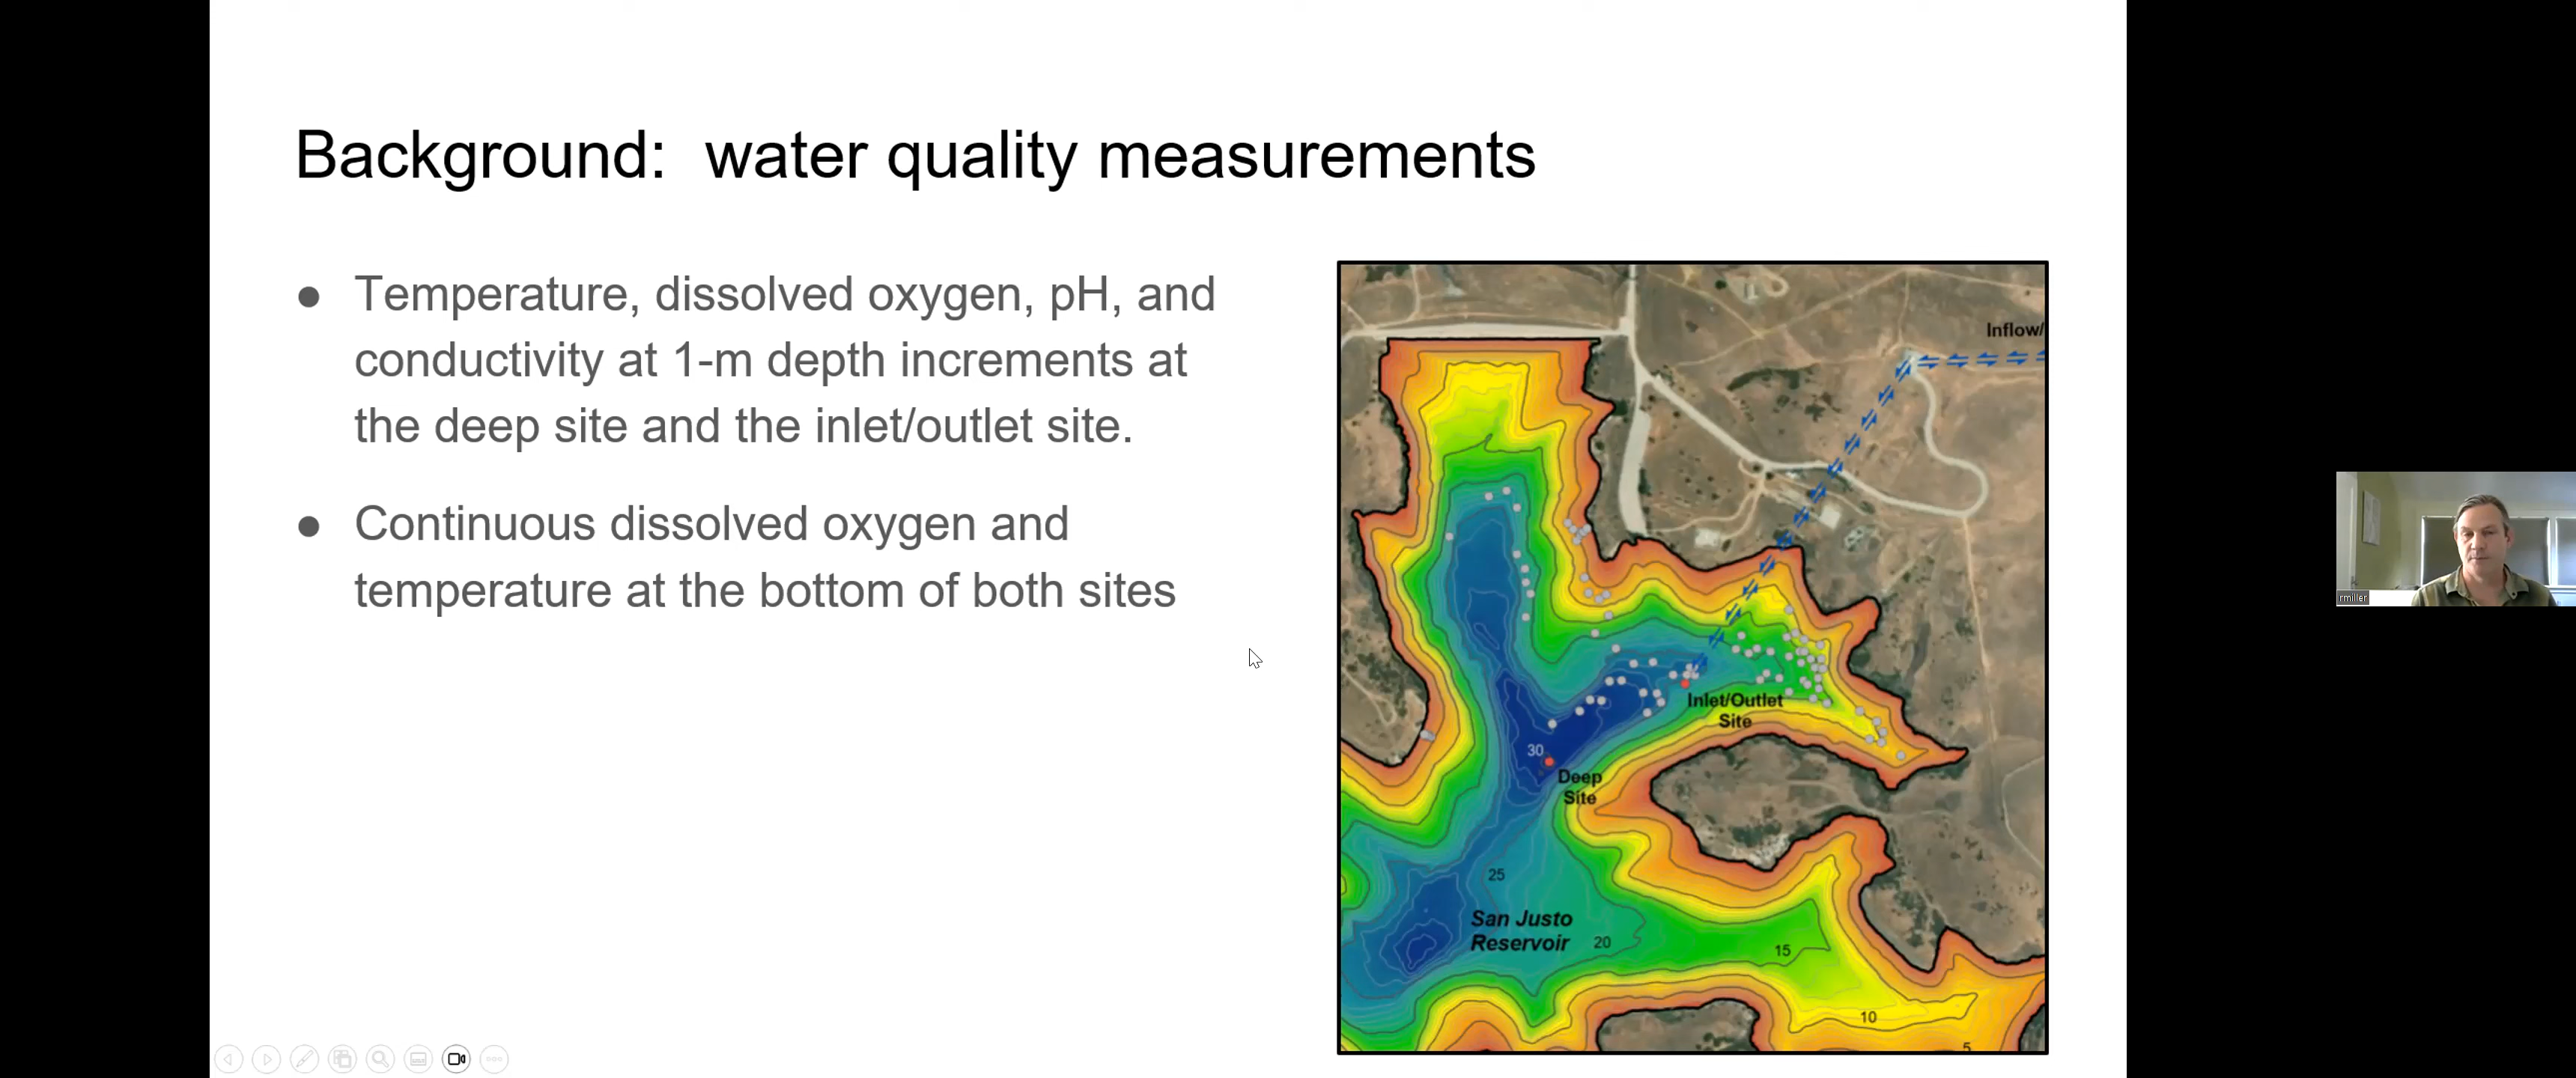 Background: water quality measurements
● Temperature, dissolved oxygen, pH, and
conductivity at 1-m depth increments at
the deep site and the inlet/outlet site.
● Continuous dissolved oxygen and
temperature at the bottom of both sites
Inflow/
Inlet/Outlet
Site
30
Deep
Site
25
San Justo
Reservoir
20
15
10
5
rmiller